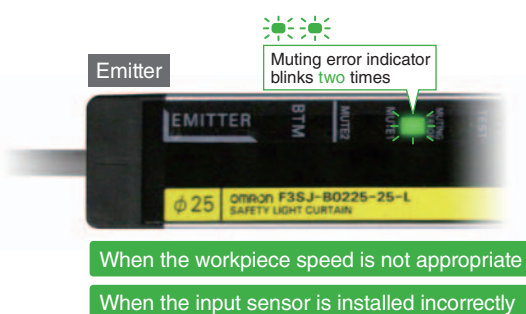 Emitter
Muting error indicator
blinks two times
EMITTER
BTM
MUTE2
MUTE1
MUTING
TEST
φ25
OMRON F3SJ-B0225-25-L
SAFETY LIGHT CURTAIN
When the workpiece speed is not appropriate
When the input sensor is installed incorrectly